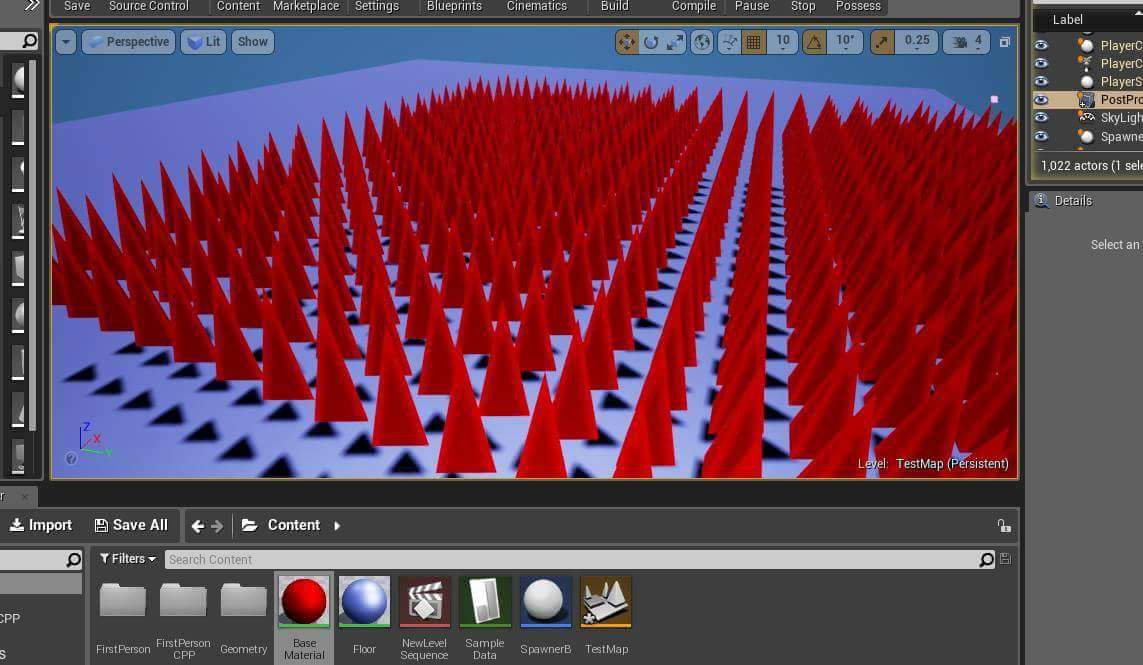 Save Source Control Content Marketplace Settings Blueprints Cinematics Build Compile Pause Stop Possess
Perspective Lit Show 10 10° 0.25 4
Label
PlayerC
PlayerC
PlayerS
PostPro
SkyLigh
Spawne
1,022 actors (1 sele
Details
Select an
Z
X
Y
Level: TestMap (Persistent)
r
Import Save All Content
Filters Search Content
CPP
S
FirstPerson
FirstPerson
CPP
Geometry
Base
Material
Floor
NewLevel
Sequence
Sample
Data
SpawnerB
TestMap